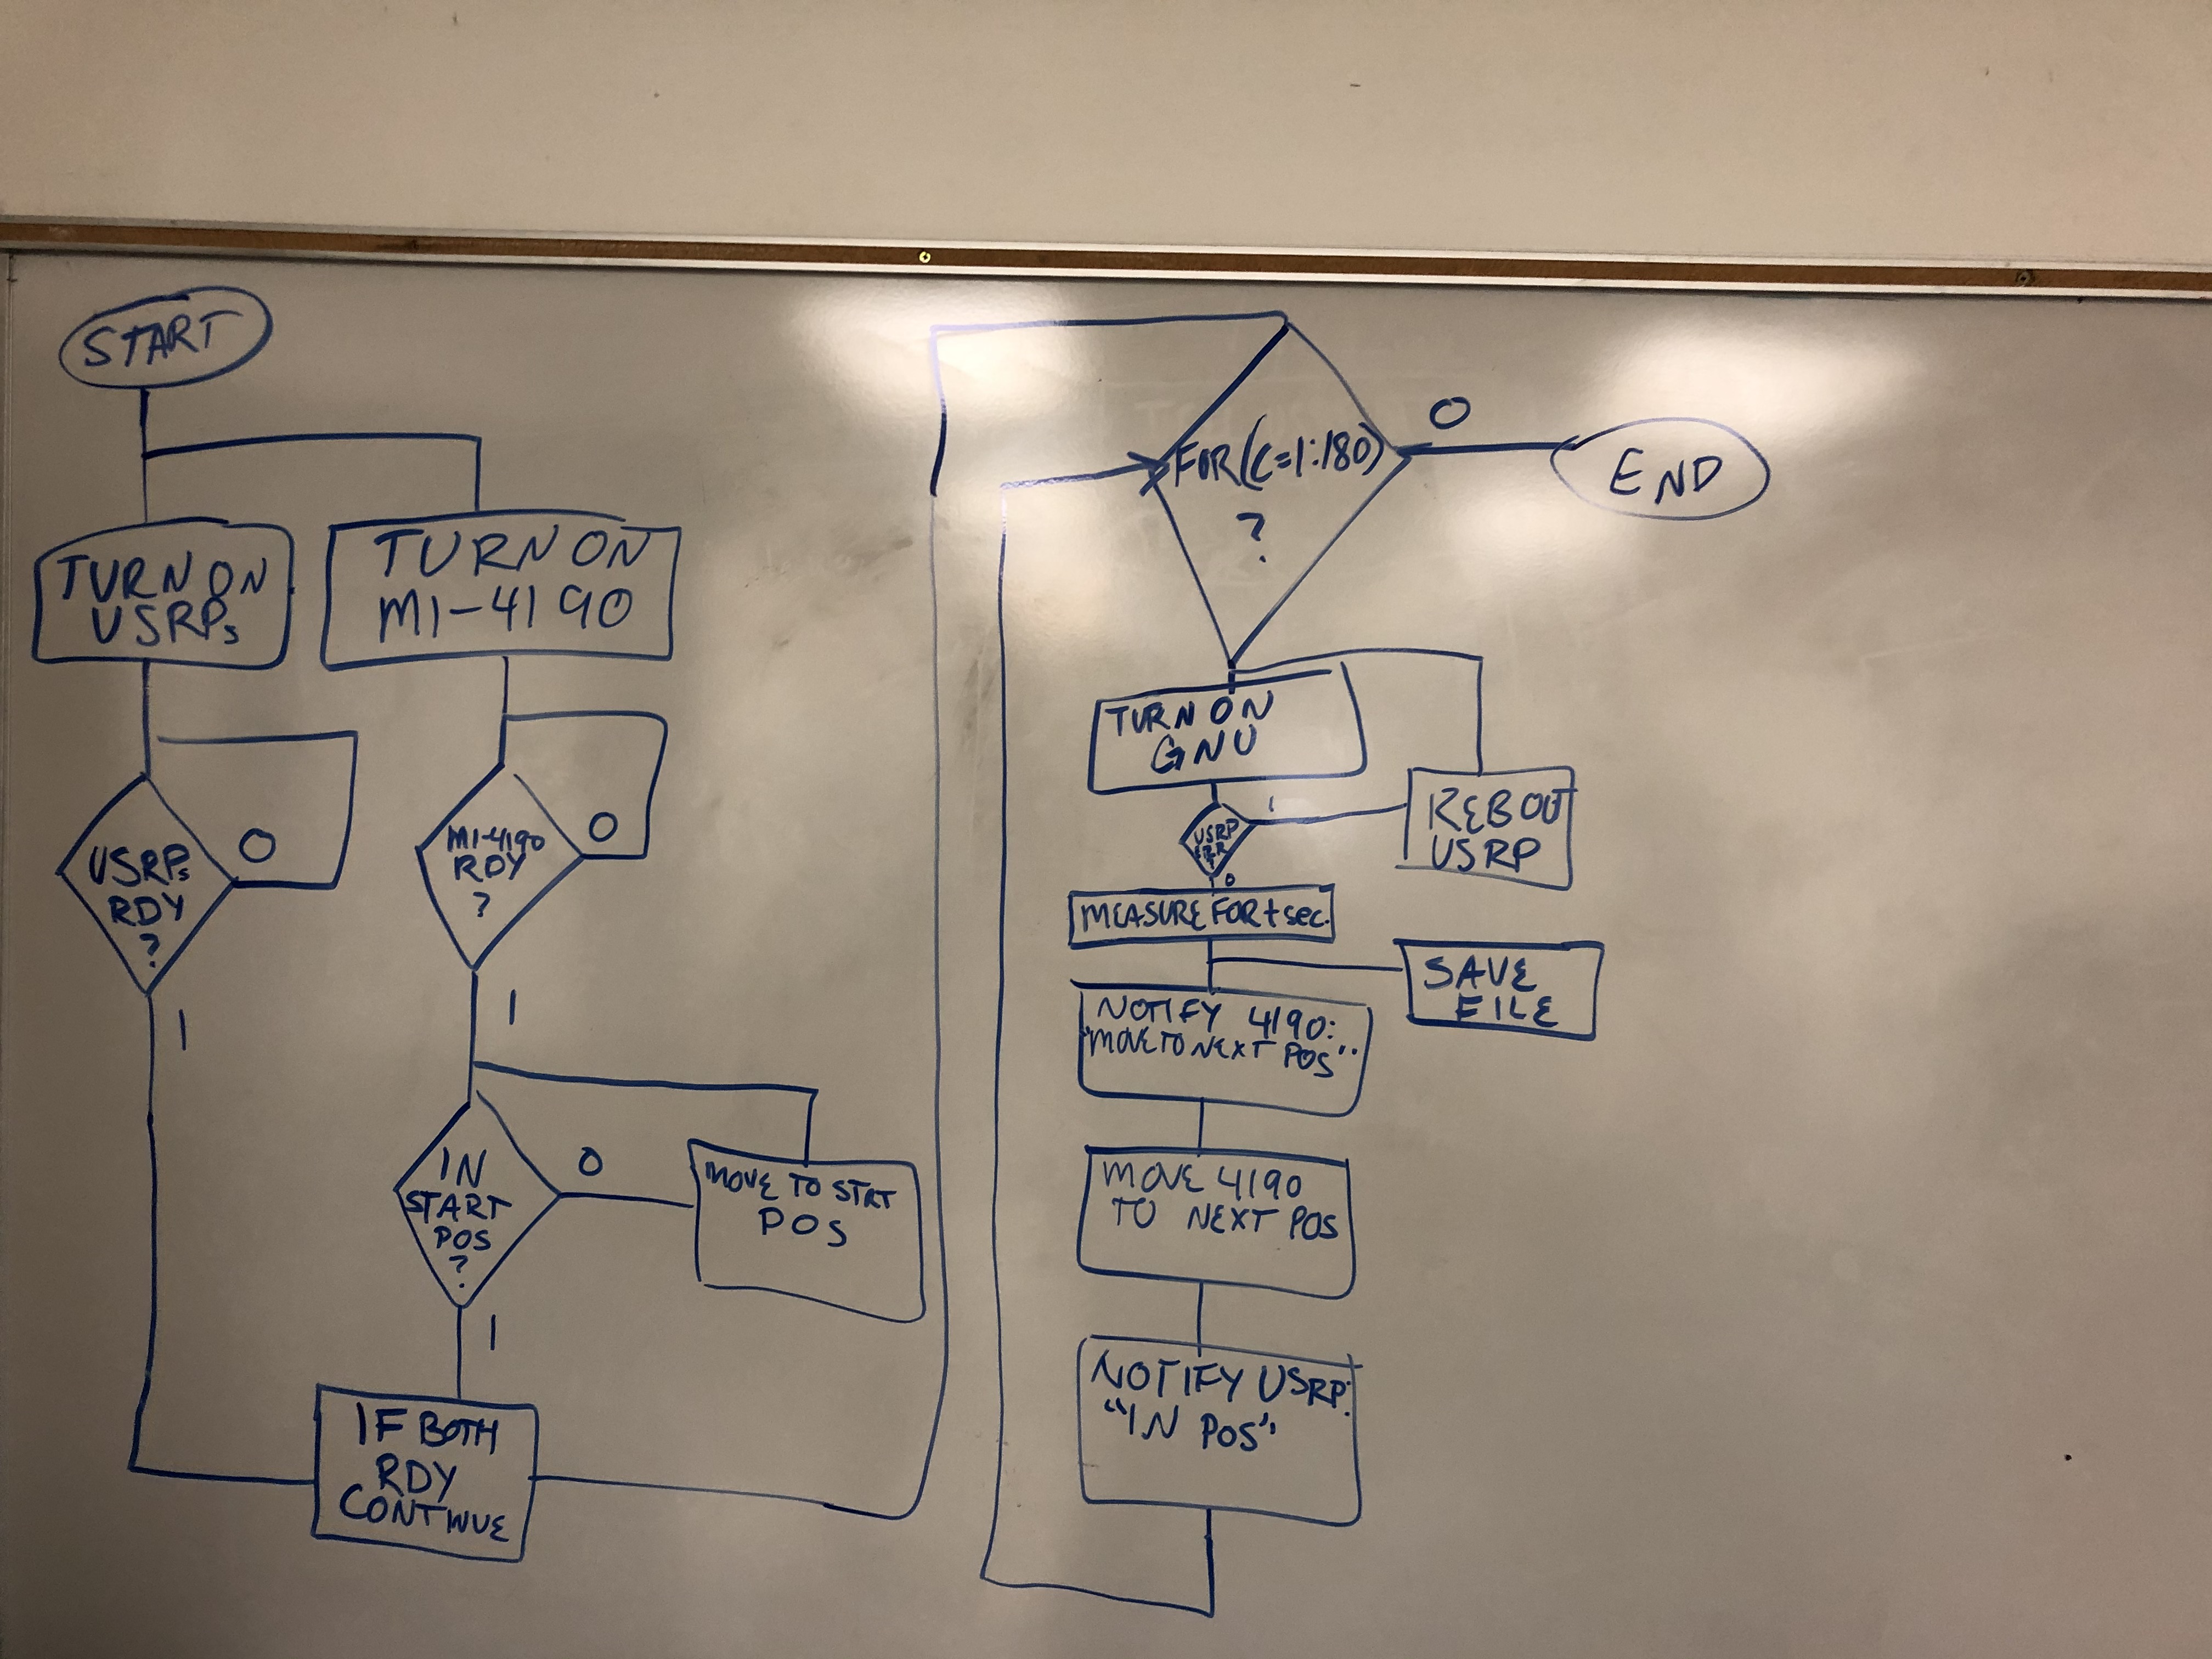 START
TURN ON
USRPs
TURN ON
MI-4190
USRPs
RDY
?
0
1
MI-4190
RDY
?
0
1
IN
START
POS
?
0
1
MOVE TO STRT
POS
IF BOTH
RDY
CONTINUE
FOR(C=1:180)
?
0
END
TURN ON
GNU
USRP
ERR
?
1
0
REBOOT
USRP
MEASURE FOR t sec.
SAVE
FILE
NOTIFY 4190:
"MOVE TO NEXT POS"
MOVE 4190
TO NEXT POS
NOTIFY USRP:
"IN POS"